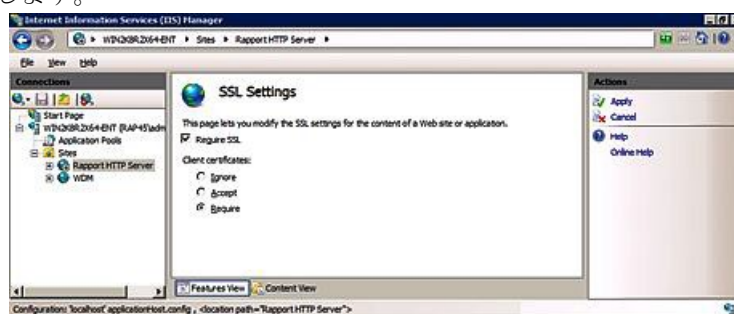 します。
Internet Information Services (IIS) Manager
WIN2K8R2X64-ENT
Sites
Rapport HTTP Server
File View Help
Connections
Start Page
WIN2K8R2X64-ENT (RAP45\adm
Application Pools
Sites
Rapport HTTP Server
WDM
SSL Settings
This page lets you modify the SSL settings for the content of a Web site or application.
Require SSL
Client certificates:
Ignore
Accept
Require
Features View Content View
Actions
Apply
Cancel
Help
Online Help
Configuration: 'localhost' applicationHost.config , <location path="Rapport HTTP Server">